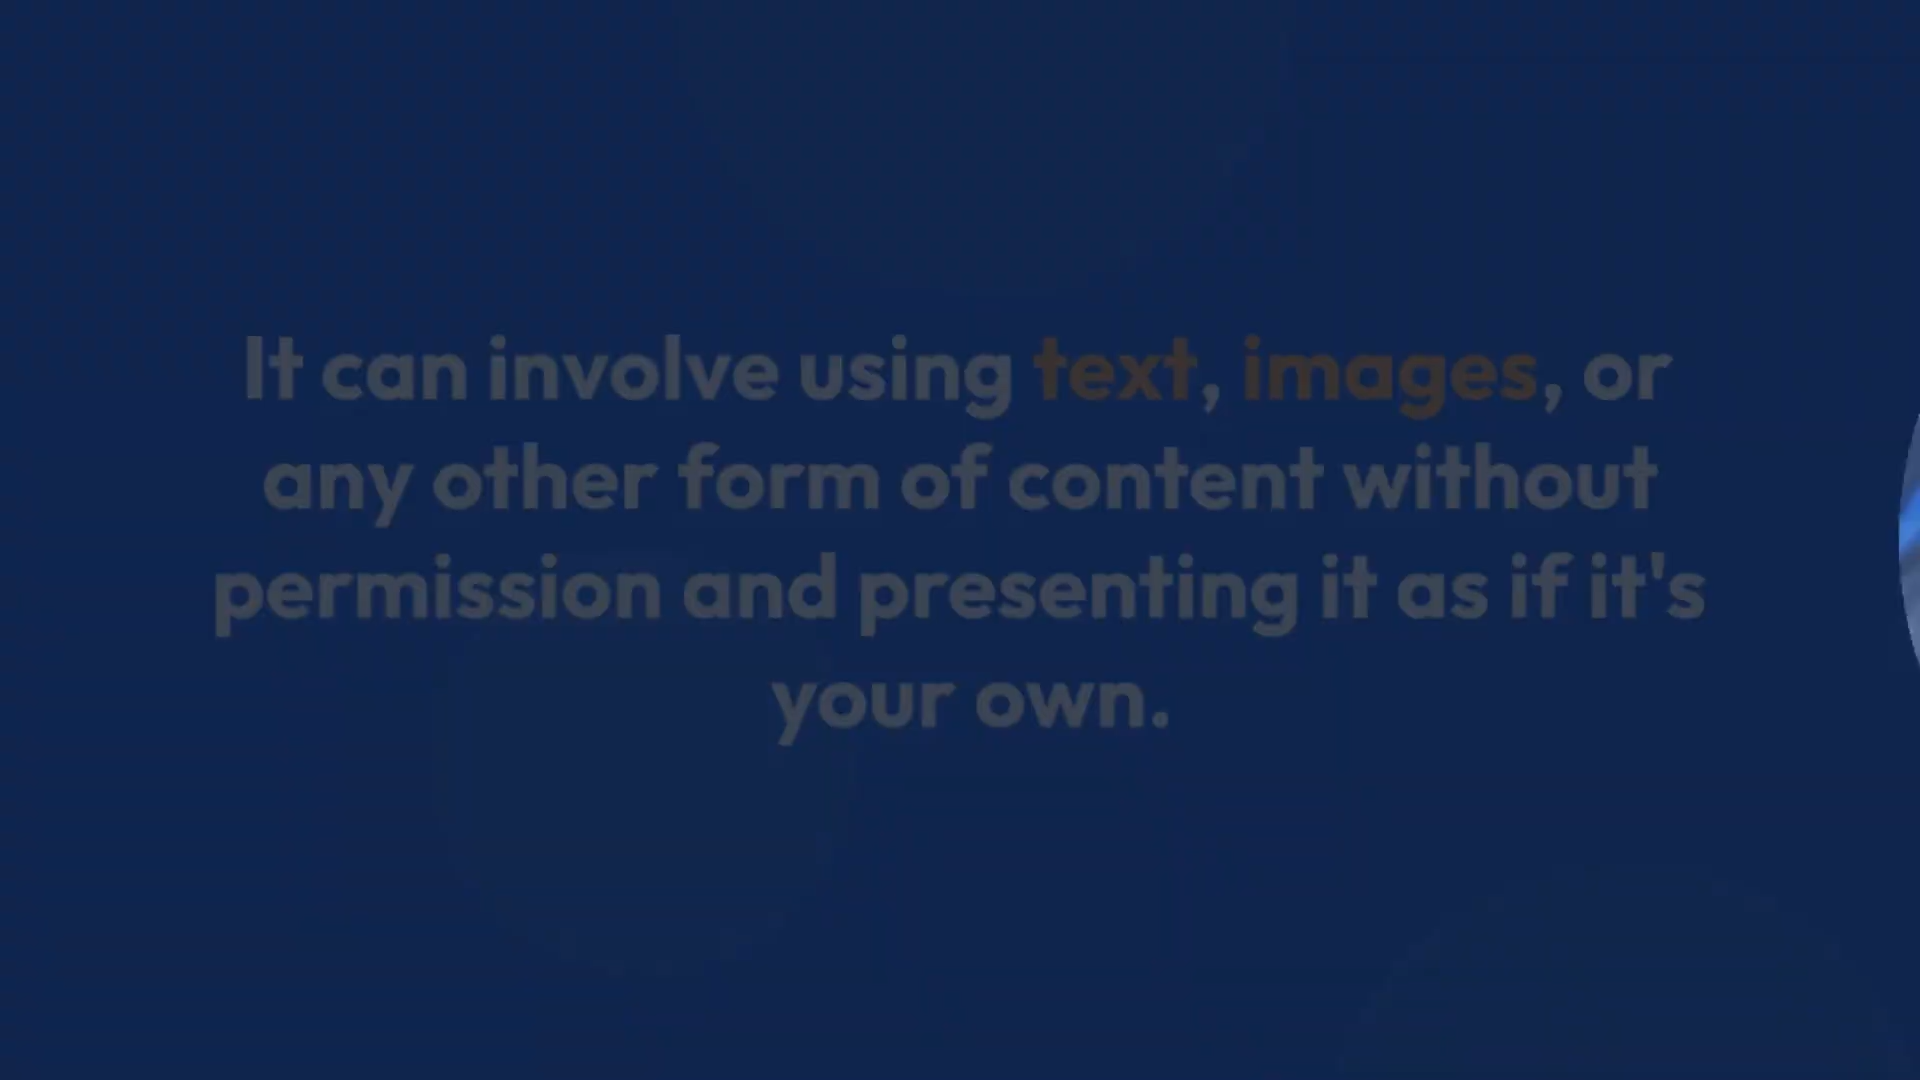 It can involve using text, images, or
any other form of content without
permission and presenting it as if it's
your own.